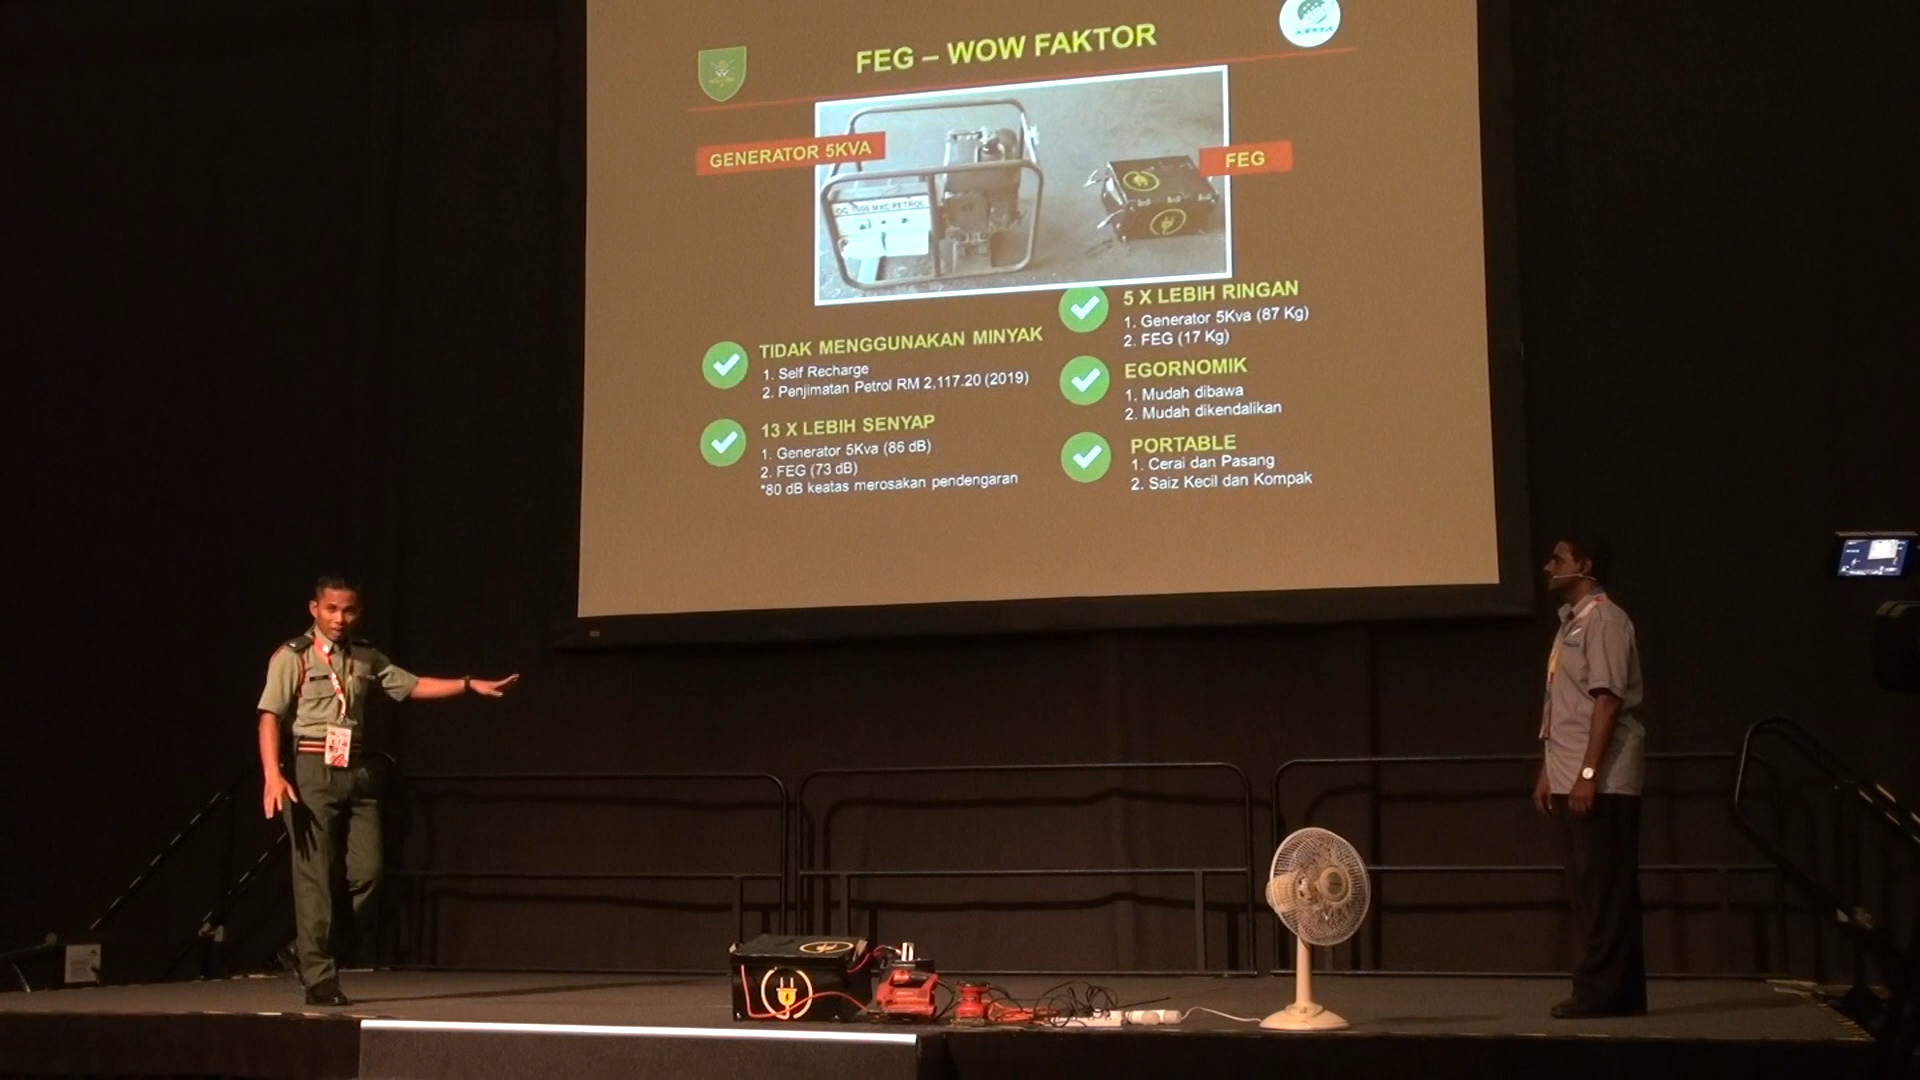 FEG – WOW FAKTOR
GENERATOR 5KVA
FEG
TIDAK MENGGUNAKAN MINYAK
1. Self Recharge
2. Penjimatan Petrol RM 2,117.20 (2019)
13 X LEBIH SENYAP
1. Generator 5Kva (86 dB)
2. FEG (73 dB)
*80 dB keatas merosakan pendengaran
5 X LEBIH RINGAN
1. Generator 5Kva (87 Kg)
2. FEG (17 Kg)
EGORNOMIK
1. Mudah dibawa
2. Mudah dikendalikan
PORTABLE
1. Cerai dan Pasang
2. Saiz Kecil dan Kompak